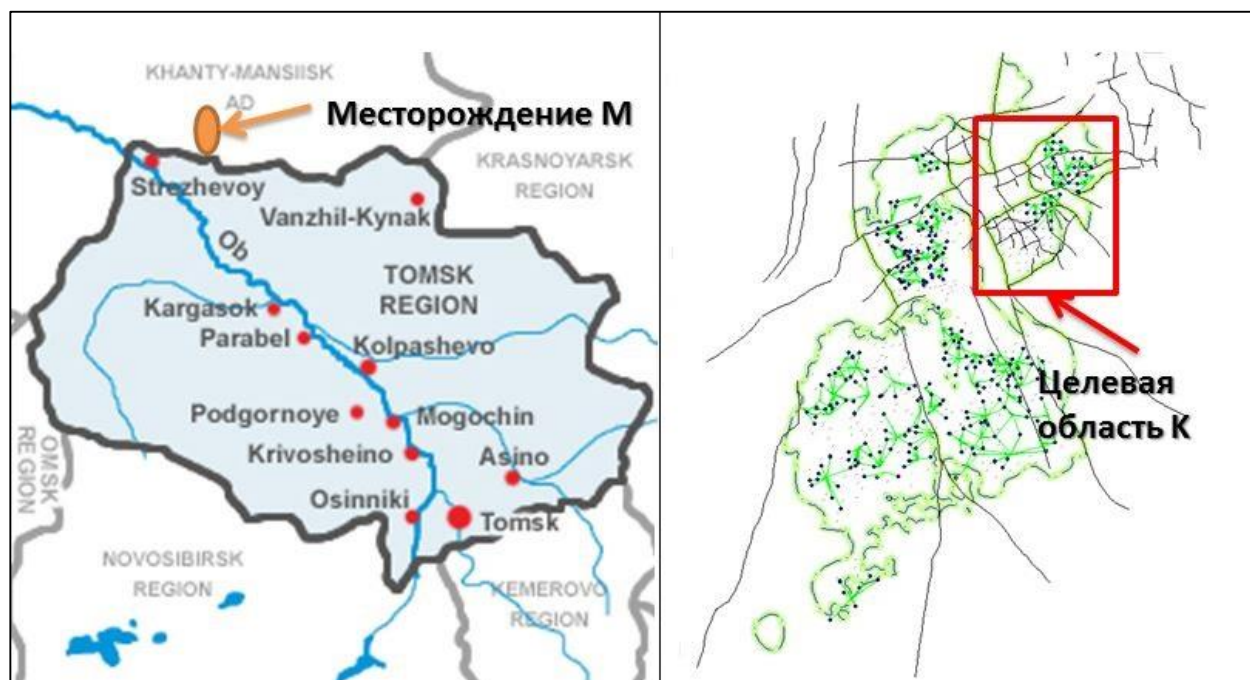 KHANTY-MANSIISK
AD
Месторождение М
KRASNOYARSK
REGION
Strezhevoy
Vanzhil-Kynak
Ob
TOMSK
REGION
Kargasok
Parabel
Kolpashevo
Podgornoye
Mogochin
Krivosheino
Asino
OMSK
REGION
Osinniki
Tomsk
NOVOSIBIRSK
REGION
KEMEROVO
REGION
Целевая
область К